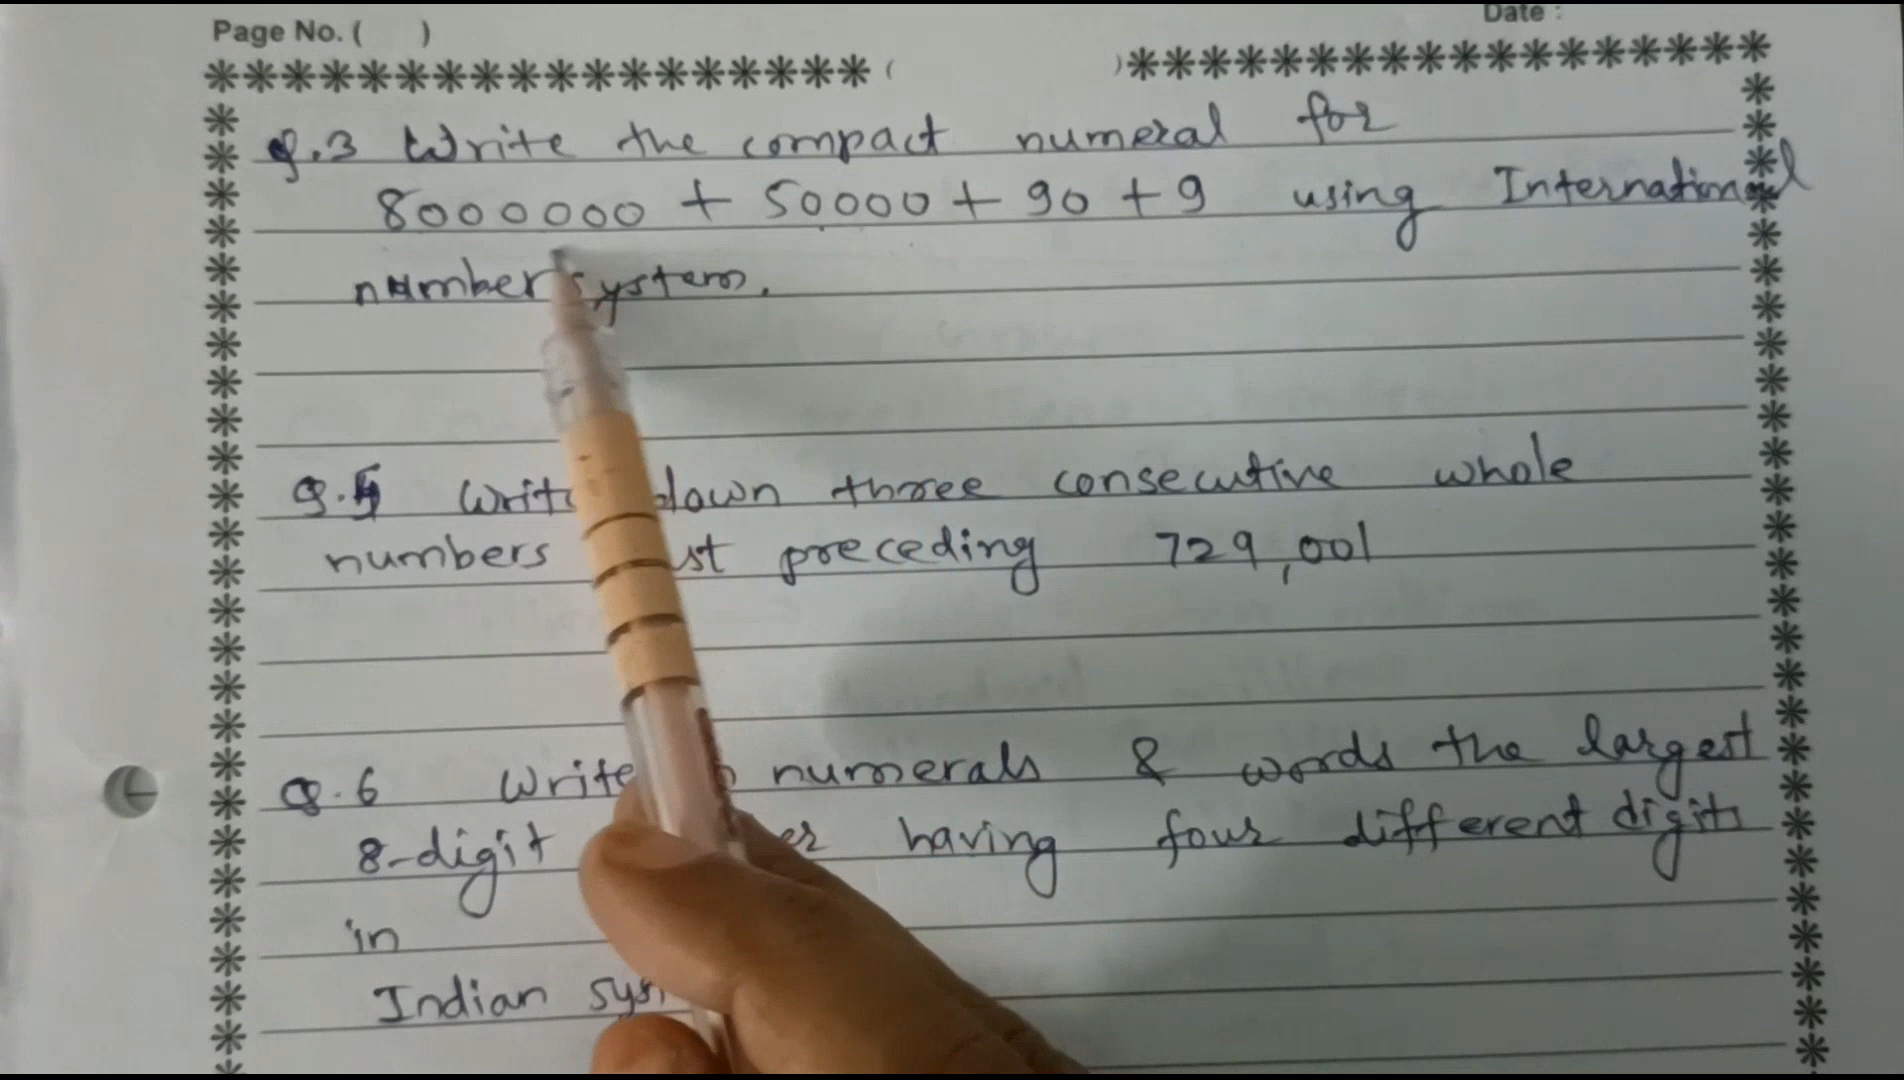 Page No. ( )
Date :
Q.3 Write the compact numeral for
8000000 + 50000 + 90 + 9 using International
number system.
Q.5 Write down three consecutive whole
numbers preceding 729,001
Q.6 Write numerals & words the largest
8-digit having four different digits
in
Indian